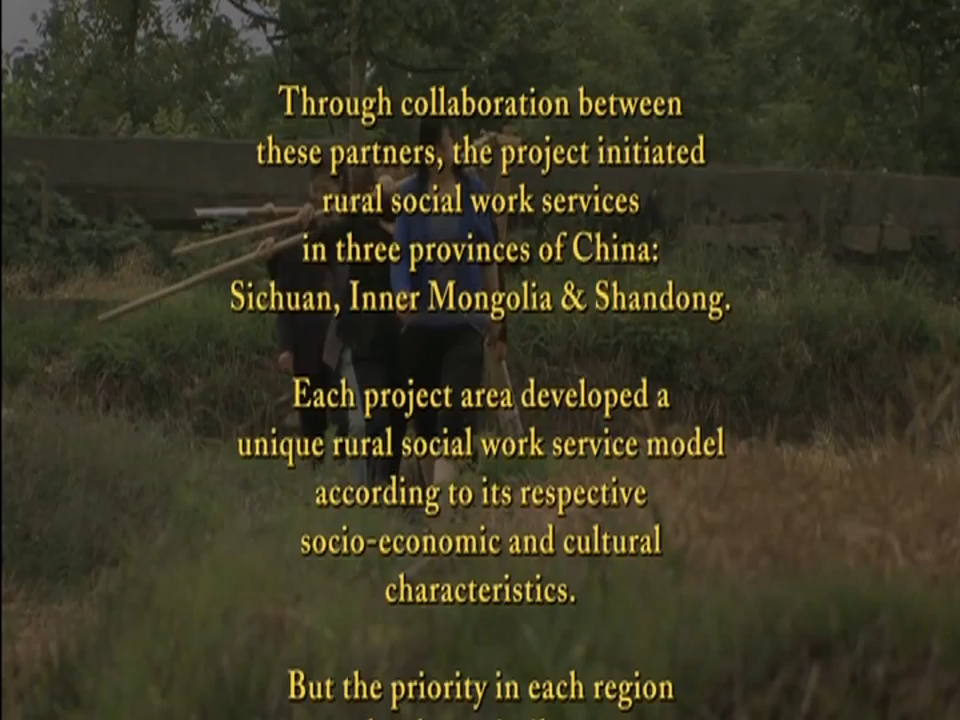 Through collaboration between
these partners, the project initiated
rural social work services
in three provinces of China:
Sichuan, Inner Mongolia & Shandong.
Each project area developed a
unique rural social work service model
according to its respective
socio-economic and cultural
characteristics.
But the priority in each region